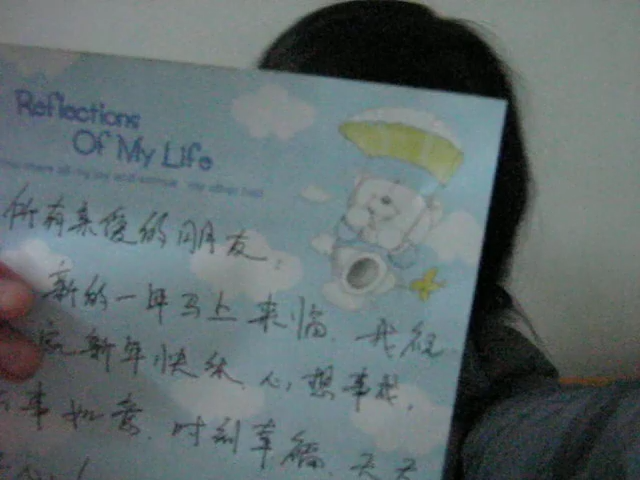 Reflections
Of My Life
所有亲爱的朋友：
新的一年马上来临.我祝
新年快乐,心想事成,
事如意.时刻幸福.天天